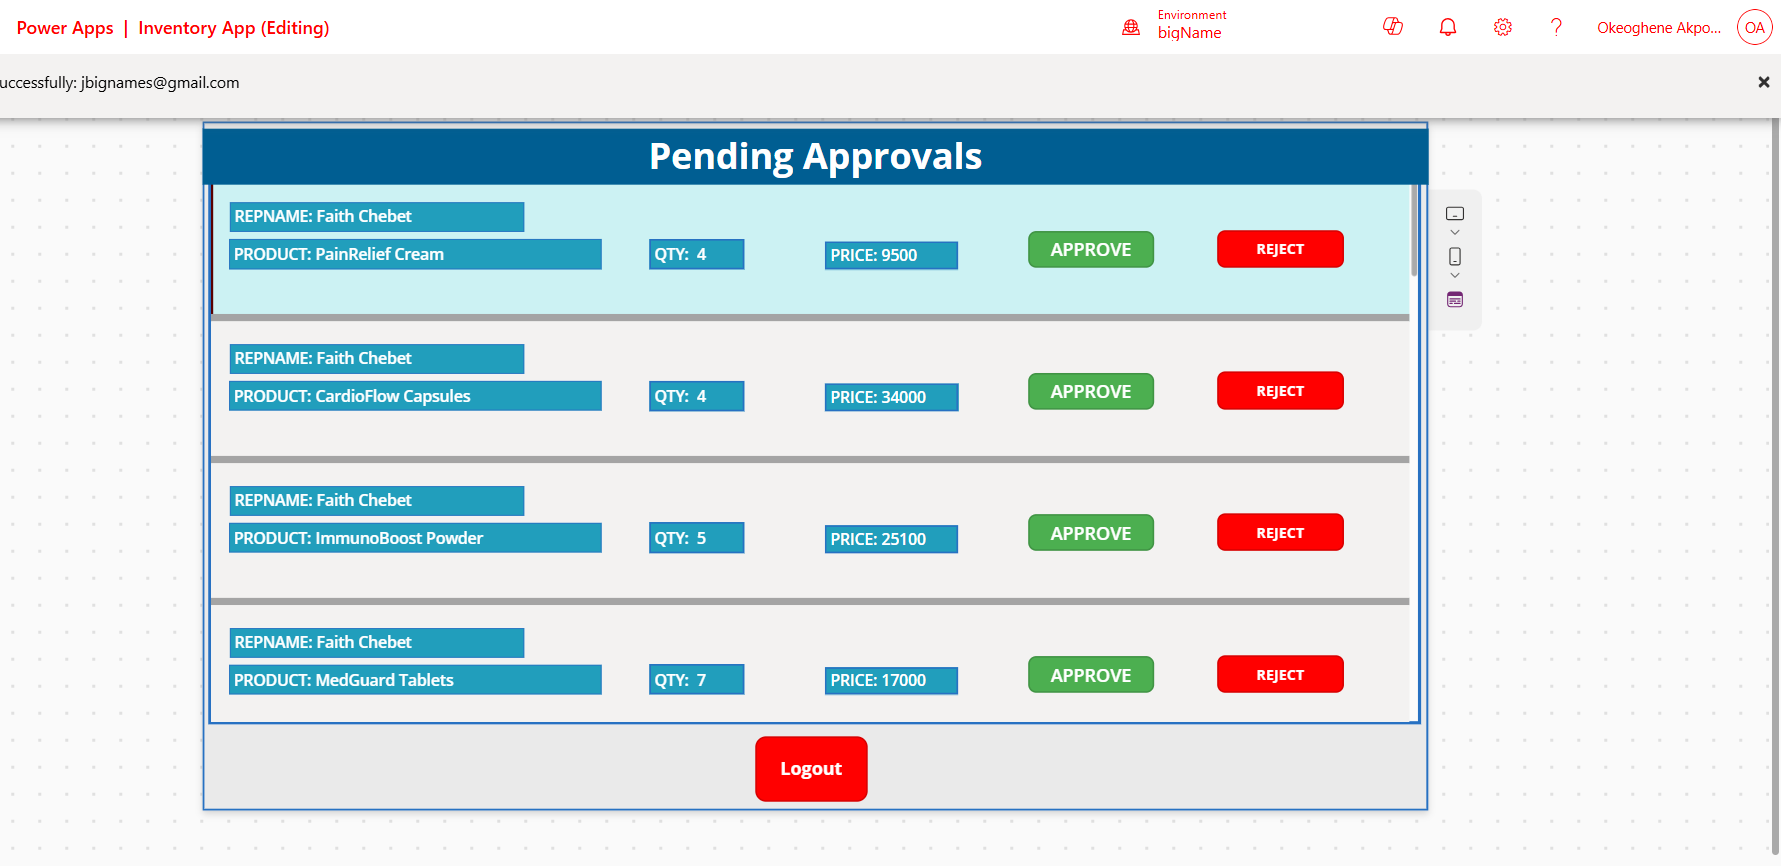 Power Apps | Inventory App (Editing)
Environment
bigName
?
Okeoghene Akpo...
OA
uccessfully: jbignames@gmail.com
Pending Approvals
REPNAME: Faith Chebet
PRODUCT: PainRelief Cream
QTY: 4
PRICE: 9500
APPROVE
REJECT
REPNAME: Faith Chebet
PRODUCT: CardioFlow Capsules
QTY: 4
PRICE: 34000
APPROVE
REJECT
REPNAME: Faith Chebet
PRODUCT: ImmunoBoost Powder
QTY: 5
PRICE: 25100
APPROVE
REJECT
REPNAME: Faith Chebet
PRODUCT: MedGuard Tablets
QTY: 7
PRICE: 17000
APPROVE
REJECT
Logout